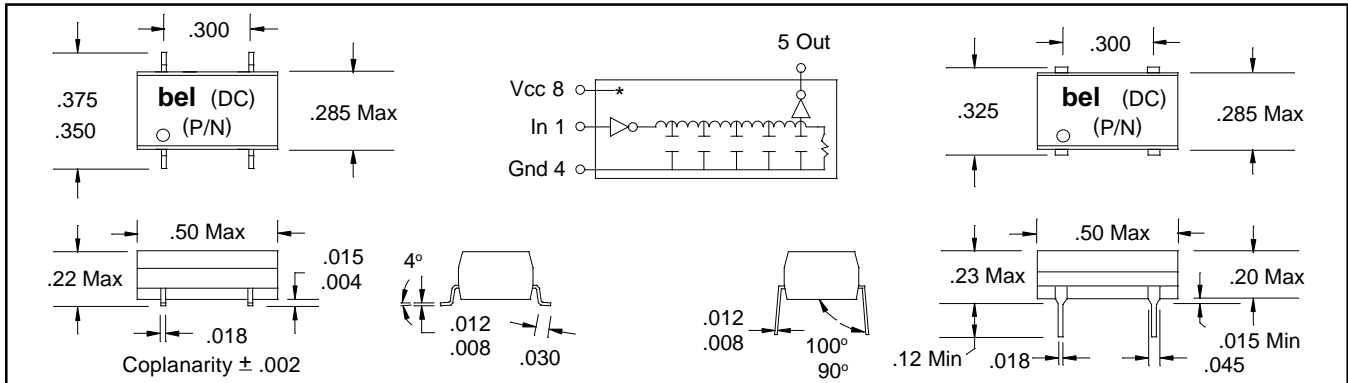 .300
.375
.350
bel (DC)
(P/N)
.285 Max
5 Out
Vcc 8
*
In 1
Gnd 4
.300
.325
bel (DC)
(P/N)
.285 Max
.50 Max
.22 Max
.015
.004
.018
Coplanarity ± .002
4°
.012
.008
.030
.012
.008
100°
90°
.50 Max
.23 Max
.20 Max
.12 Min
.018
.015 Min
.045